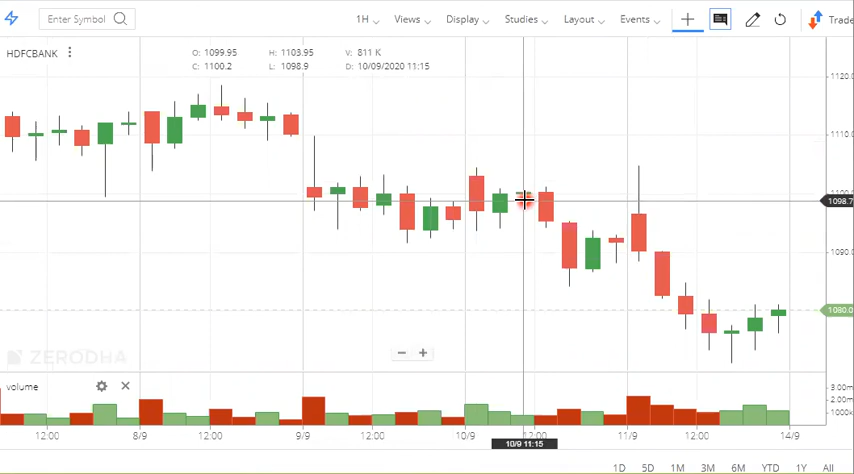 Enter Symbol 1H Views Display Studies Layout Events Trade
HDFCBANK
O: 1099.95 H: 1103.95 V: 811 K
C: 1100.2 L: 1098.9 D: 10/09/2020 11:15
1120.
1110.
1100.
1098.7
1090.
1080.0
ZERODHA
volume
3.00m
2.00m
1000k
12:00 8/9 12:00 9/9 12:00 10/9 12:00 11/9 12:00 14/9
10/9 11:15
1D 5D 1M 3M 6M YTD 1Y All